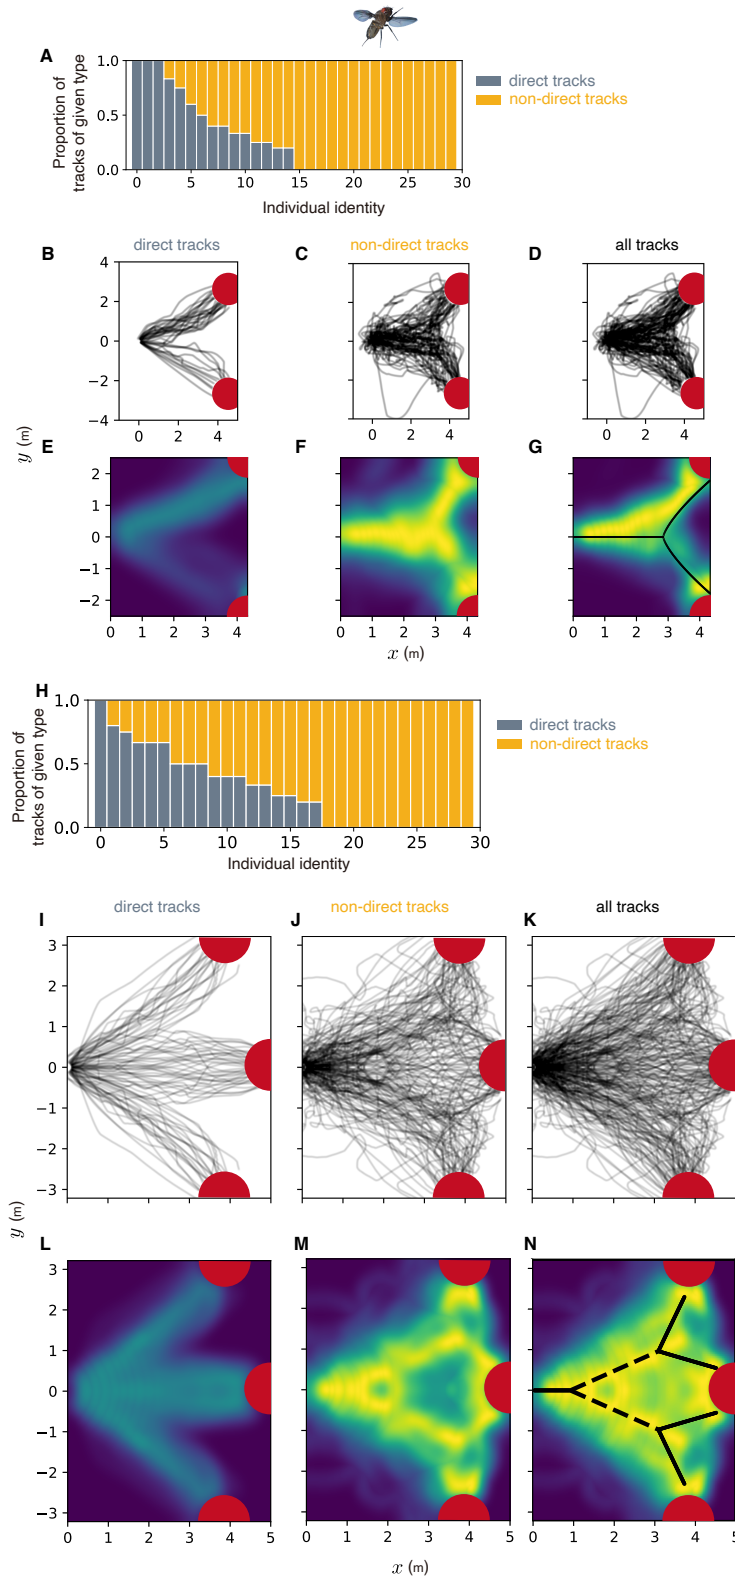 A
1.0
0.5
0.0
Proportion of
tracks of given type
0 5 10 15 20 25 30
Individual identity
direct tracks
non-direct tracks
B direct tracks
C non-direct tracks
D all tracks
4
2
0
−2
−4
0 2 4
0 2 4
0 2 4
y (m)
E
F
G
2
1
0
−1
−2
0 1 2 3 4
0 1 2 3 4
0 1 2 3 4
x (m)
H
1.0
0.5
0.0
Proportion of
tracks of given type
0 5 10 15 20 25 30
Individual identity
direct tracks
non-direct tracks
direct tracks
non-direct tracks
all tracks
I
J
K
3
2
1
0
−1
−2
−3
y (m)
L
M
N
3
2
1
0
−1
−2
−3
0 1 2 3 4 5
0 1 2 3 4 5
0 1 2 3 4 5
x (m)